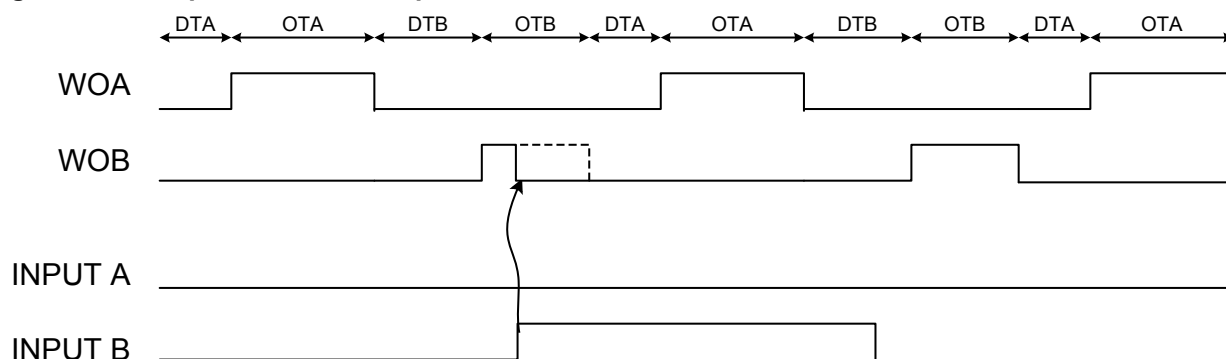 DTA OTA DTB OTB DTA OTA DTB OTB DTA OTA
WOA
WOB
INPUT A
INPUT B